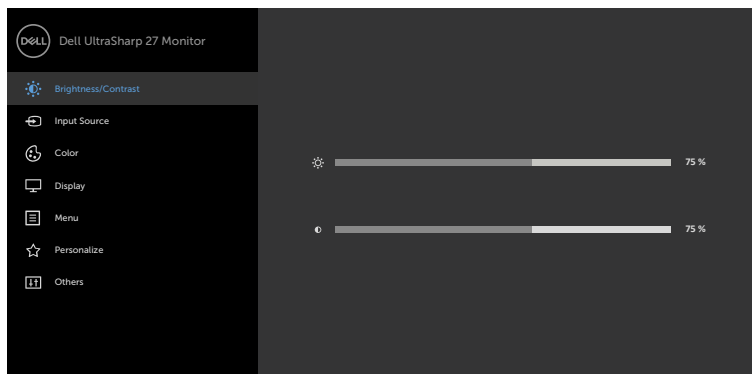 DELL
Dell UltraSharp 27 Monitor
Brightness/Contrast
Input Source
Color
75 %
Display
Menu
75 %
Personalize
Others